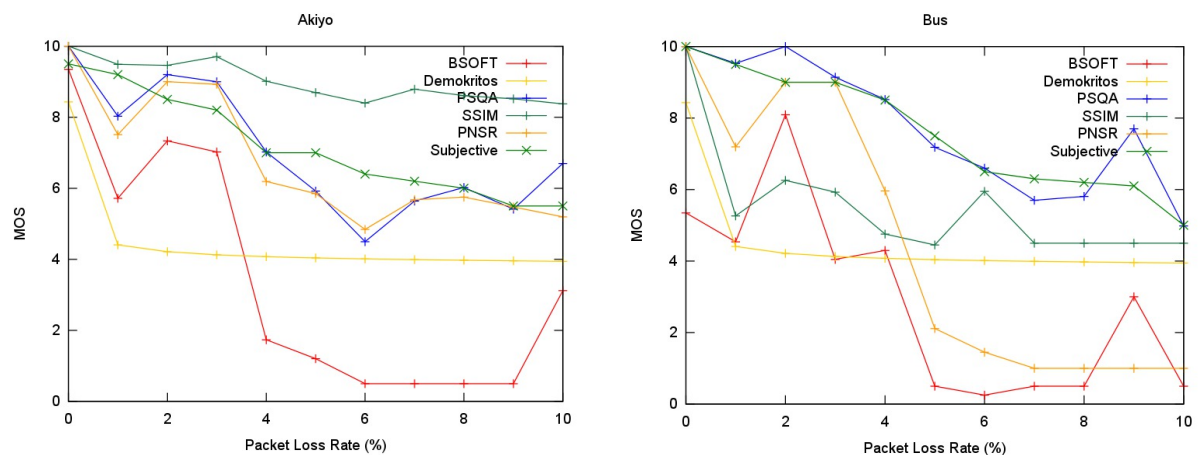 Akiyo
10
8
6
4
2
0
MOS
BSOFT
Demokritos
PSQA
SSIM
PNSR
Subjective
0 2 4 6 8 10
Packet Loss Rate (%)
Bus
10
8
6
4
2
0
MOS
BSOFT
Demokritos
PSQA
SSIM
PNSR
Subjective
0 2 4 6 8 10
Packet Loss Rate (%)